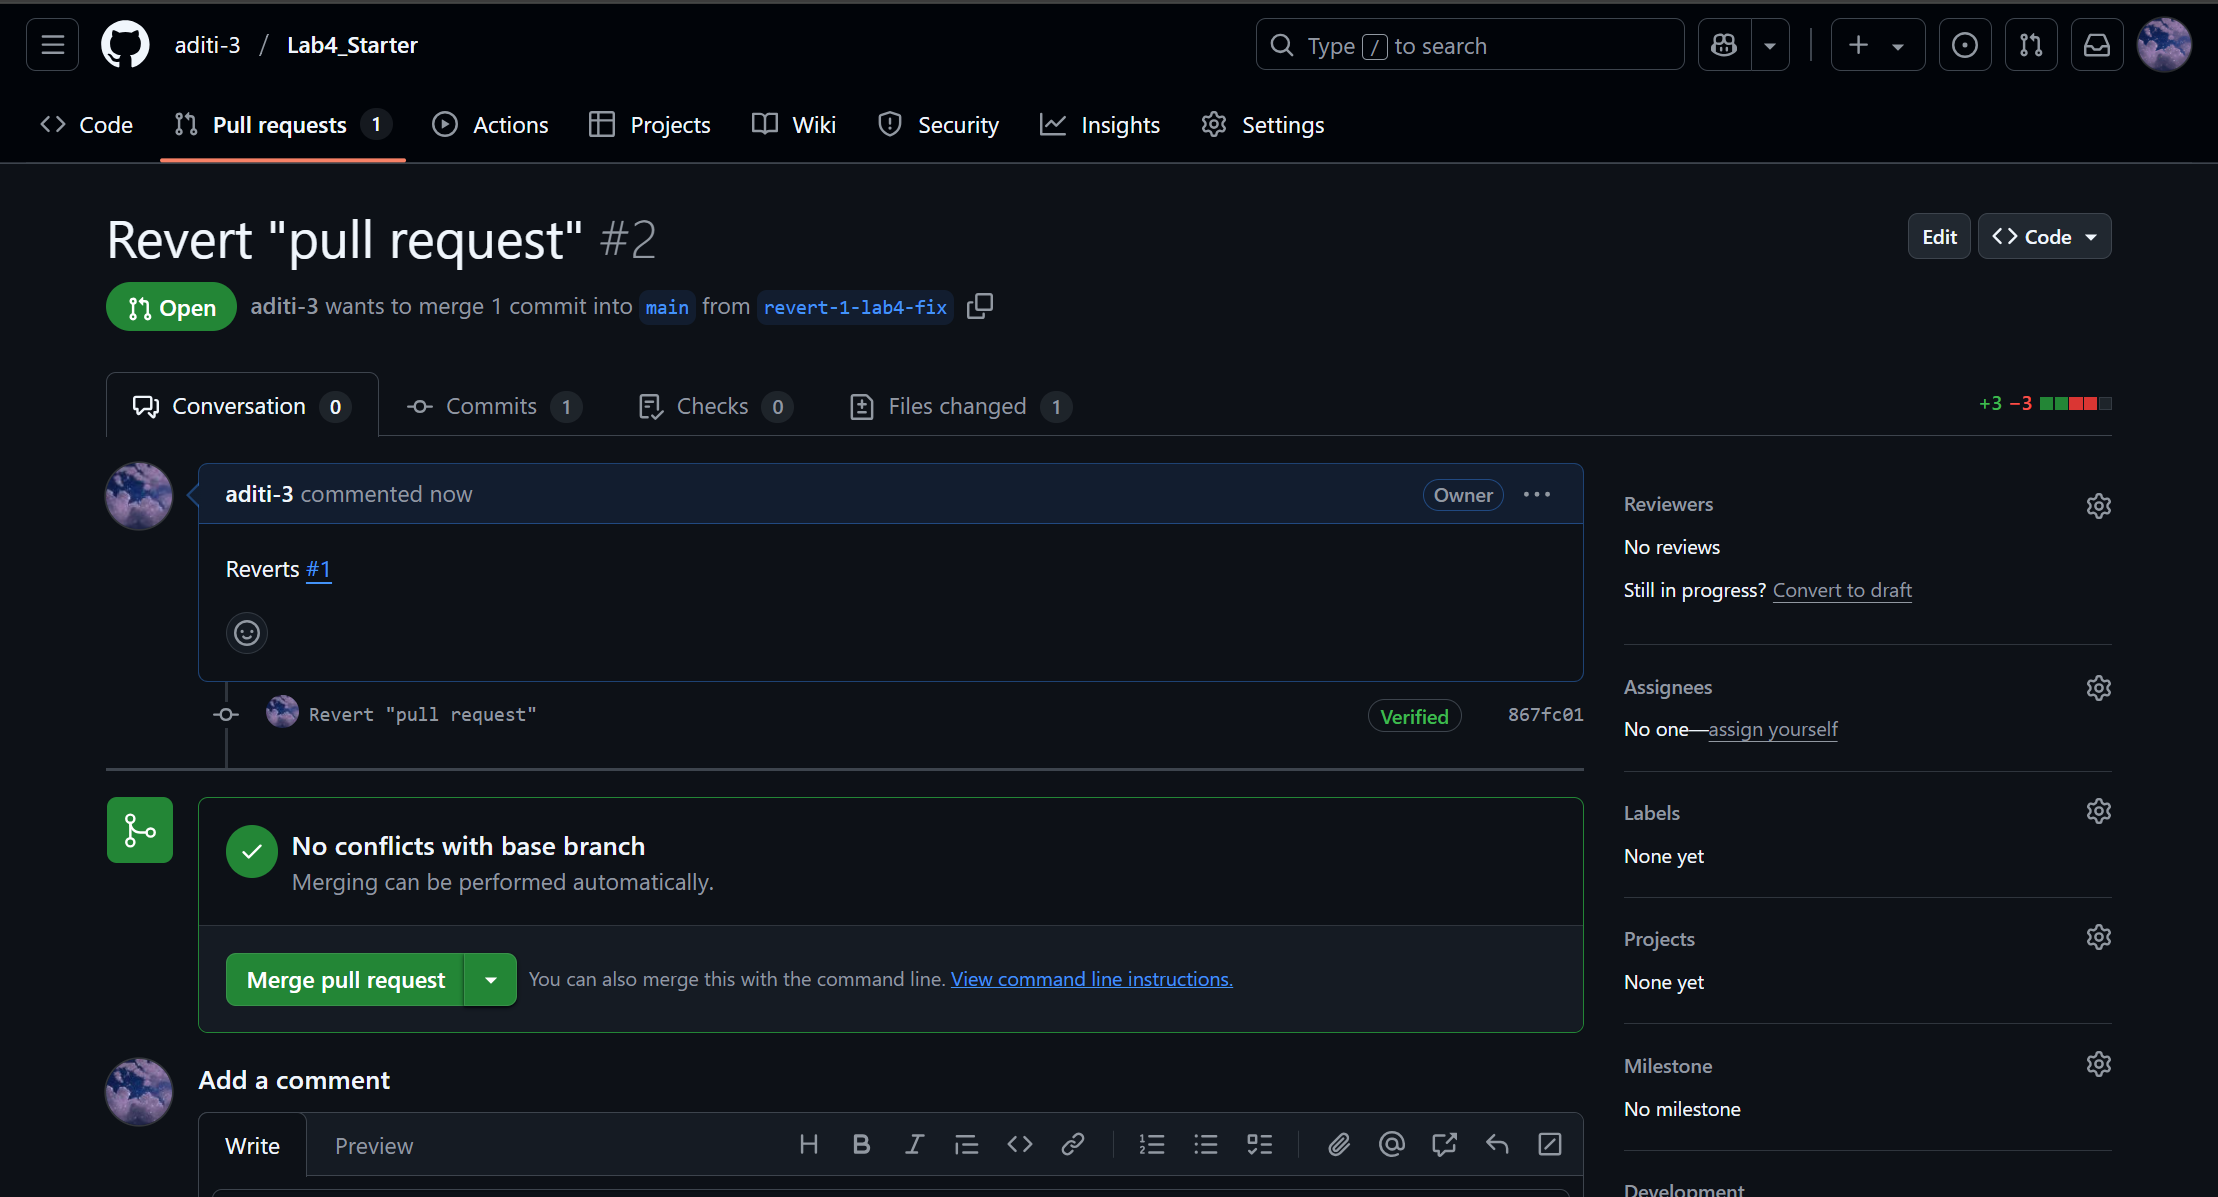 aditi-3 / Lab4_Starter
Type / to search
Code
Pull requests 1
Actions
Projects
Wiki
Security
Insights
Settings
Revert "pull request" #2
Edit
Code
Open
aditi-3 wants to merge 1 commit into main from revert-1-lab4-fix
Conversation 0
Commits 1
Checks 0
Files changed 1
+3 −3
aditi-3 commented now
Owner
Reverts #1
Revert "pull request"
Verified
867fc01
No conflicts with base branch
Merging can be performed automatically.
Merge pull request
You can also merge this with the command line. View command line instructions.
Add a comment
Write
Preview
Reviewers
No reviews
Still in progress? Convert to draft
Assignees
No one—assign yourself
Labels
None yet
Projects
None yet
Milestone
No milestone
Development